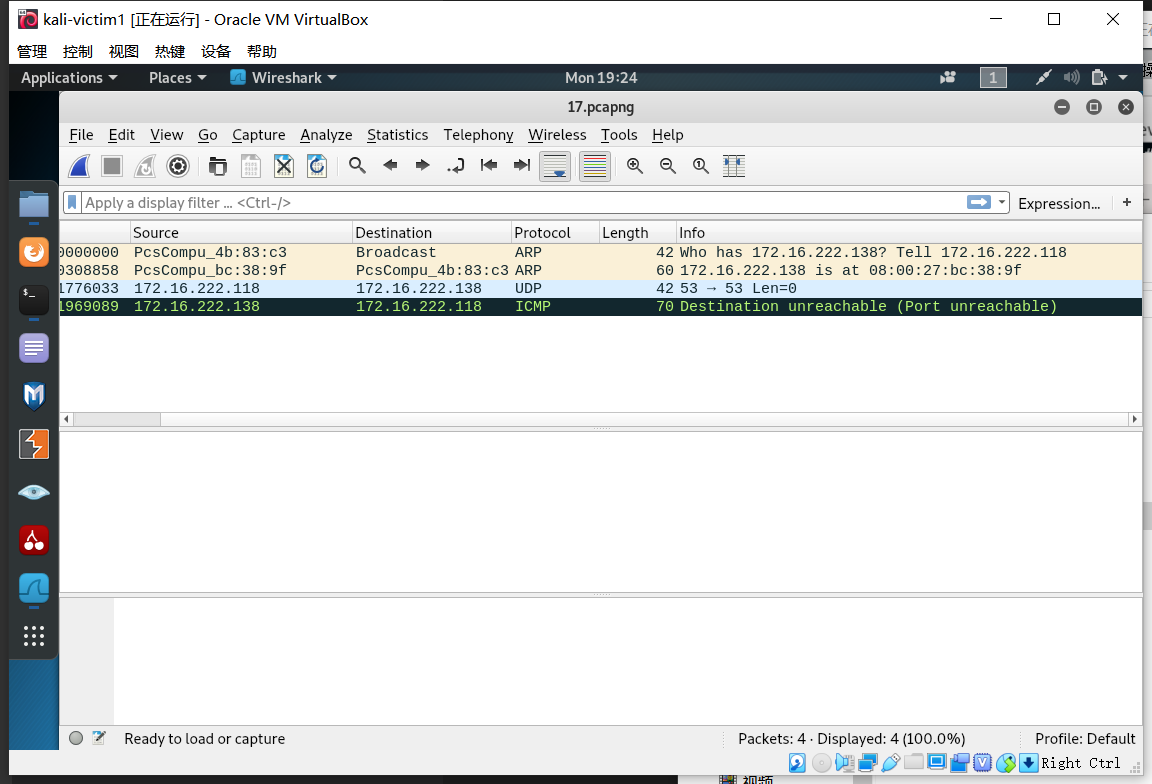 kali-victim1 [正在运行] - Oracle VM VirtualBox
管理 控制 视图 热键 设备 帮助
Applications Places Wireshark Mon 19:24 1
17.pcapng
File Edit View Go Capture Analyze Statistics Telephony Wireless Tools Help
Apply a display filter ... <Ctrl-/> Expression... +
Source Destination Protocol Length Info
0000000 PcsCompu_4b:83:c3 Broadcast ARP 42 Who has 172.16.222.138? Tell 172.16.222.118
0308858 PcsCompu_bc:38:9f PcsCompu_4b:83:c3 ARP 60 172.16.222.138 is at 08:00:27:bc:38:9f
1776033 172.16.222.118 172.16.222.138 UDP 42 53 → 53 Len=0
1969089 172.16.222.138 172.16.222.118 ICMP 70 Destination unreachable (Port unreachable)
Ready to load or capture Packets: 4 · Displayed: 4 (100.0%) Profile: Default
Right Ctrl
视频